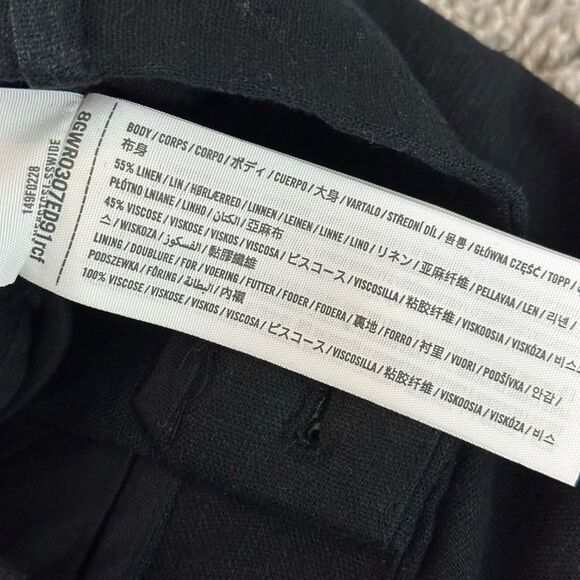 149F0228
SSWIDE
8GWR0307ED91rcr
BODY / CORPS / CORPO / ボディ / CUERPO / 大身 / VARTALO / STŘEDNÍ DÍL / 몸통 / GŁÓWNA CZĘŚĆ / TOPP /
布身
55% LINEN / LIN / HØRLÆRRED / LINNEN / LEINEN / LINNE / LINO / リネン / 亚麻纤维 / PELLAVAA / LEN / 리넨 /
PŁÓTNO LNIANE / LINHO / الكتان / 亞麻布
45% VISCOSE / VISKOSE / VISKOS / VISCOSA / ビスコース / VISCOSILLA / 粘胶纤维 / VISKOOSIA / VISKÓZA / 비스
스 / WISKOZA / الفسكوز / 黏膠纖維
LINING / DOUBLURE / FOR / VOERING / FUTTER / FODER / FODERA / 裏地 / FORRO / 衬里 / VUORI / PODŠÍVKA / 안감 /
PODSZEWKA / FÔRING / البطانة / 内襯
100% VISCOSE / VISKOSE / VISKOS / VISCOSA / ビスコース / VISCOSILLA / 粘胶纤维 / VISKOOSIA / VISKÓZA / 비스